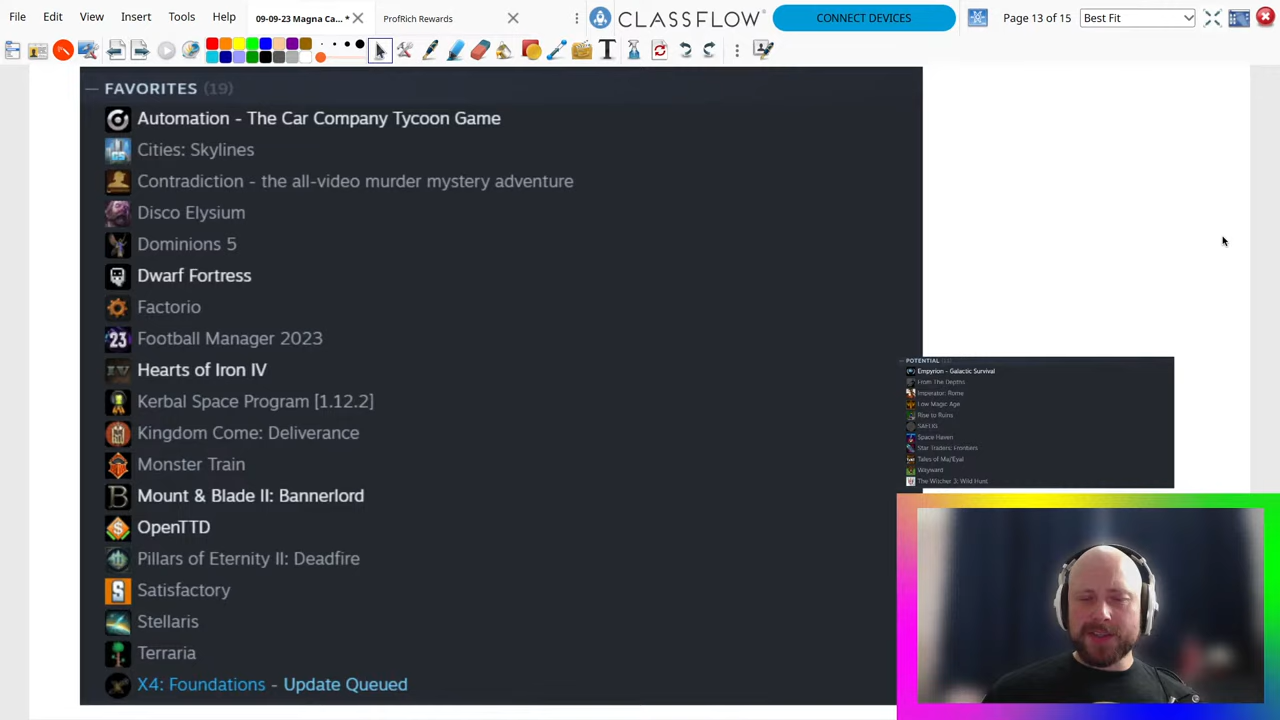 File Edit View Insert Tools Help
09-09-23 Magna Ca... *
ProfRich Rewards
CLASSFLOW
CONNECT DEVICES
Page 13 of 15
Best Fit
— FAVORITES (19)
Automation - The Car Company Tycoon Game
Cities: Skylines
Contradiction - the all-video murder mystery adventure
Disco Elysium
Dominions 5
Dwarf Fortress
Factorio
Football Manager 2023
Hearts of Iron IV
Kerbal Space Program [1.12.2]
Kingdom Come: Deliverance
Monster Train
Mount & Blade II: Bannerlord
OpenTTD
Pillars of Eternity II: Deadfire
Satisfactory
Stellaris
Terraria
X4: Foundations - Update Queued
— POTENTIAL
Empyrion - Galactic Survival
From The Depths
Imperator: Rome
Low Magic Age
Rise to Ruins
Space Haven
Star Traders: Frontiers
Tales of Maj'Eyal
Wayward
The Witcher 3: Wild Hunt